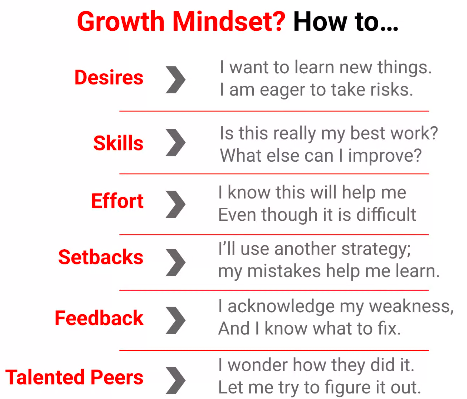 Growth Mindset? How to...
Desires
I want to learn new things.
I am eager to take risks.
Skills
Is this really my best work?
What else can I improve?
Effort
I know this will help me
Even though it is difficult
Setbacks
I'll use another strategy;
my mistakes help me learn.
Feedback
I acknowledge my weakness,
And I know what to fix.
Talented Peers
I wonder how they did it.
Let me try to figure it out.